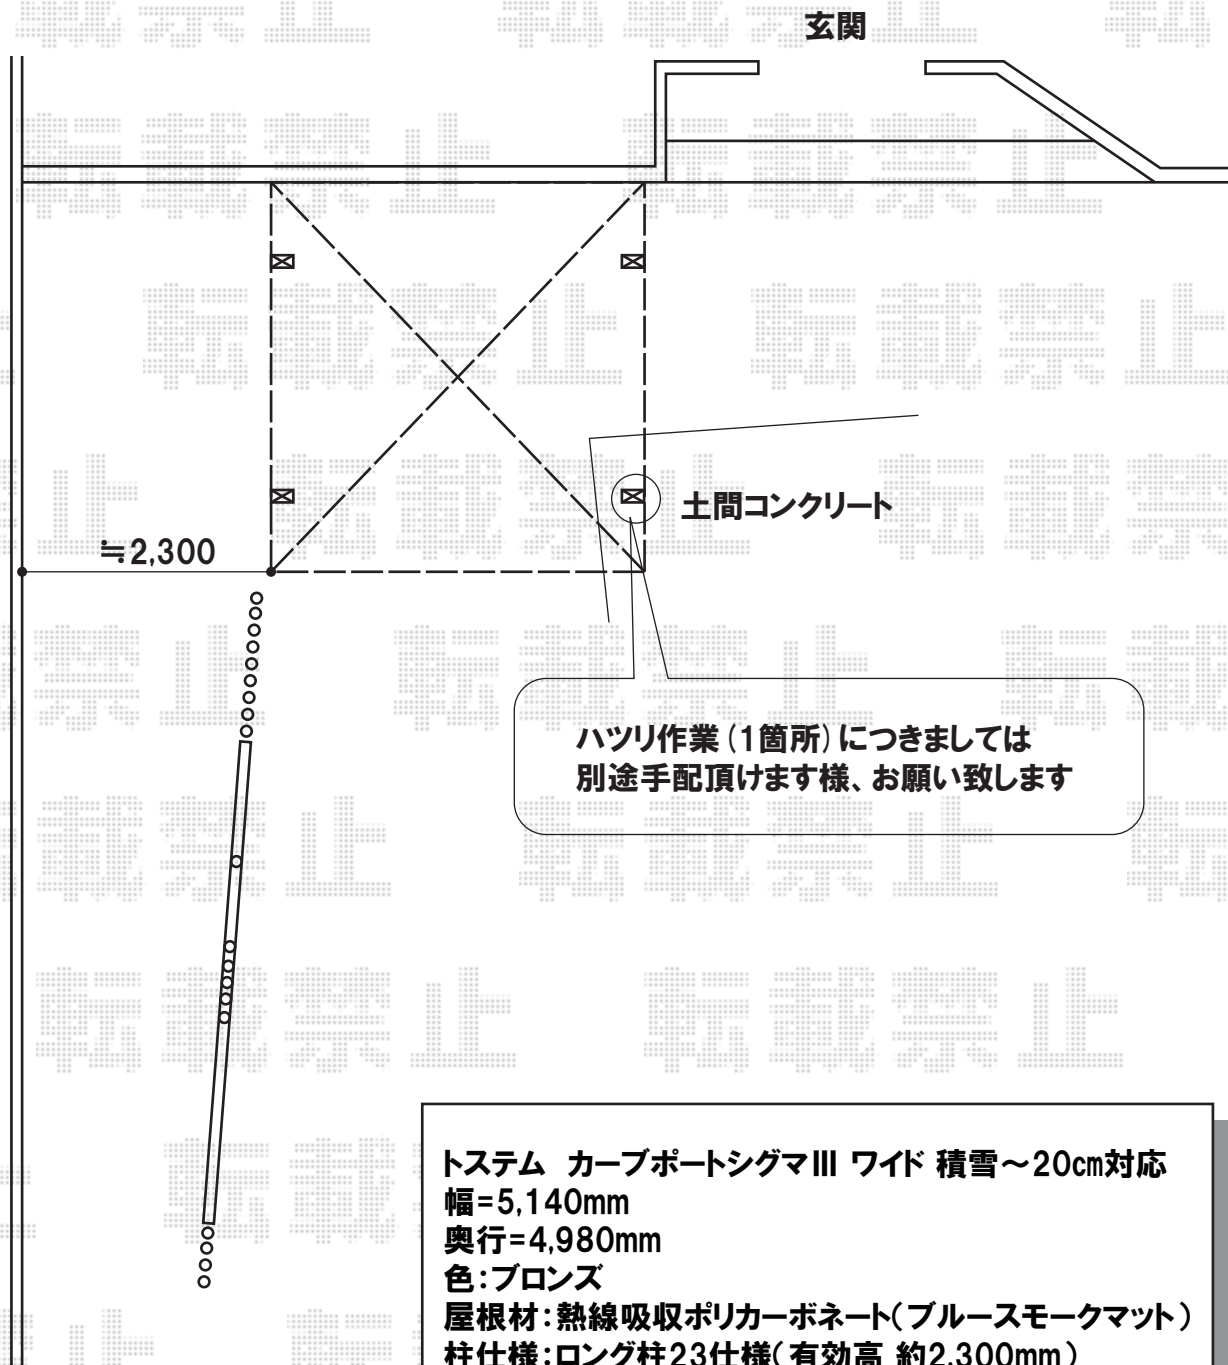 玄関
土間コンクリート
≒2,300
ハツリ作業(1箇所)につきましては
別途手配頂けます様、お願い致します
トステム カーブポートシグマⅢ ワイド 積雪～20cm対応
幅=5,140mm
奥行=4,980mm
色:ブロンズ
屋根材:熱線吸収ポリカーボネート(ブルースモークマット)
柱仕様:ロング柱23仕様(有効高 約2,300mm)
転載禁止